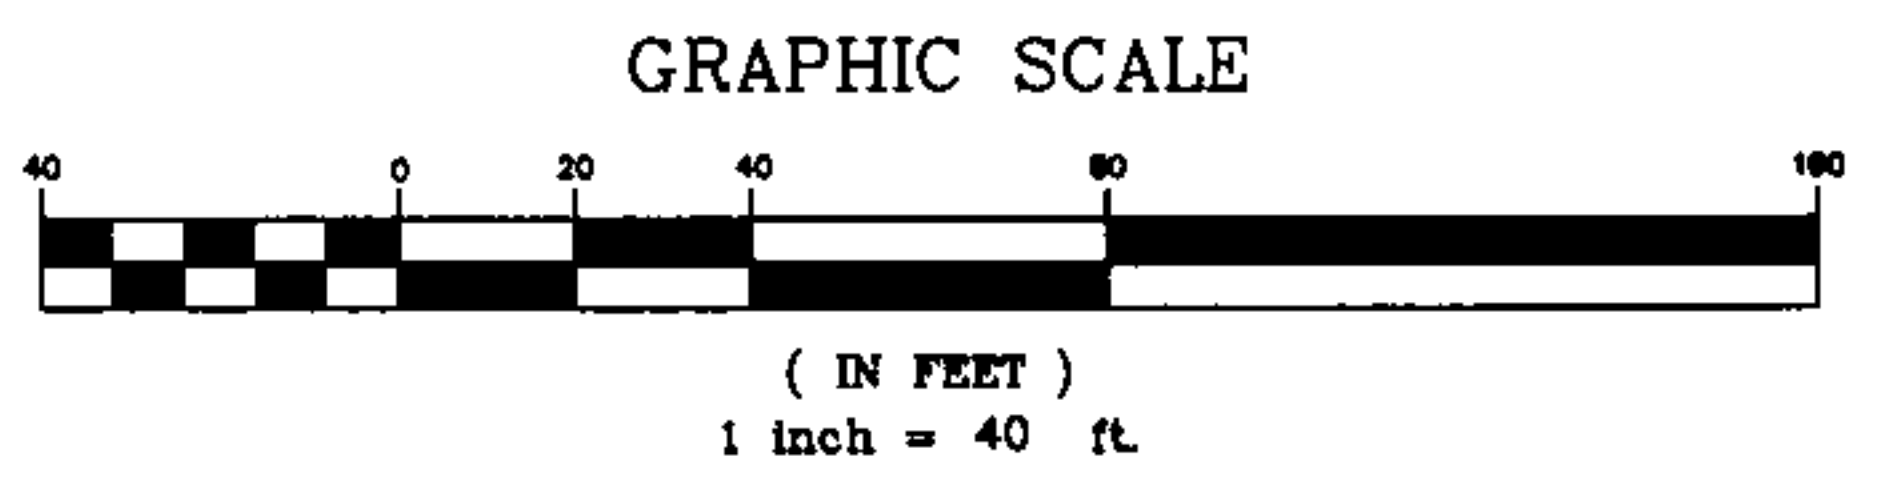 GRAPHIC SCALE
40 0 20 40 80 160
( IN FEET )
1 inch = 40 ft.